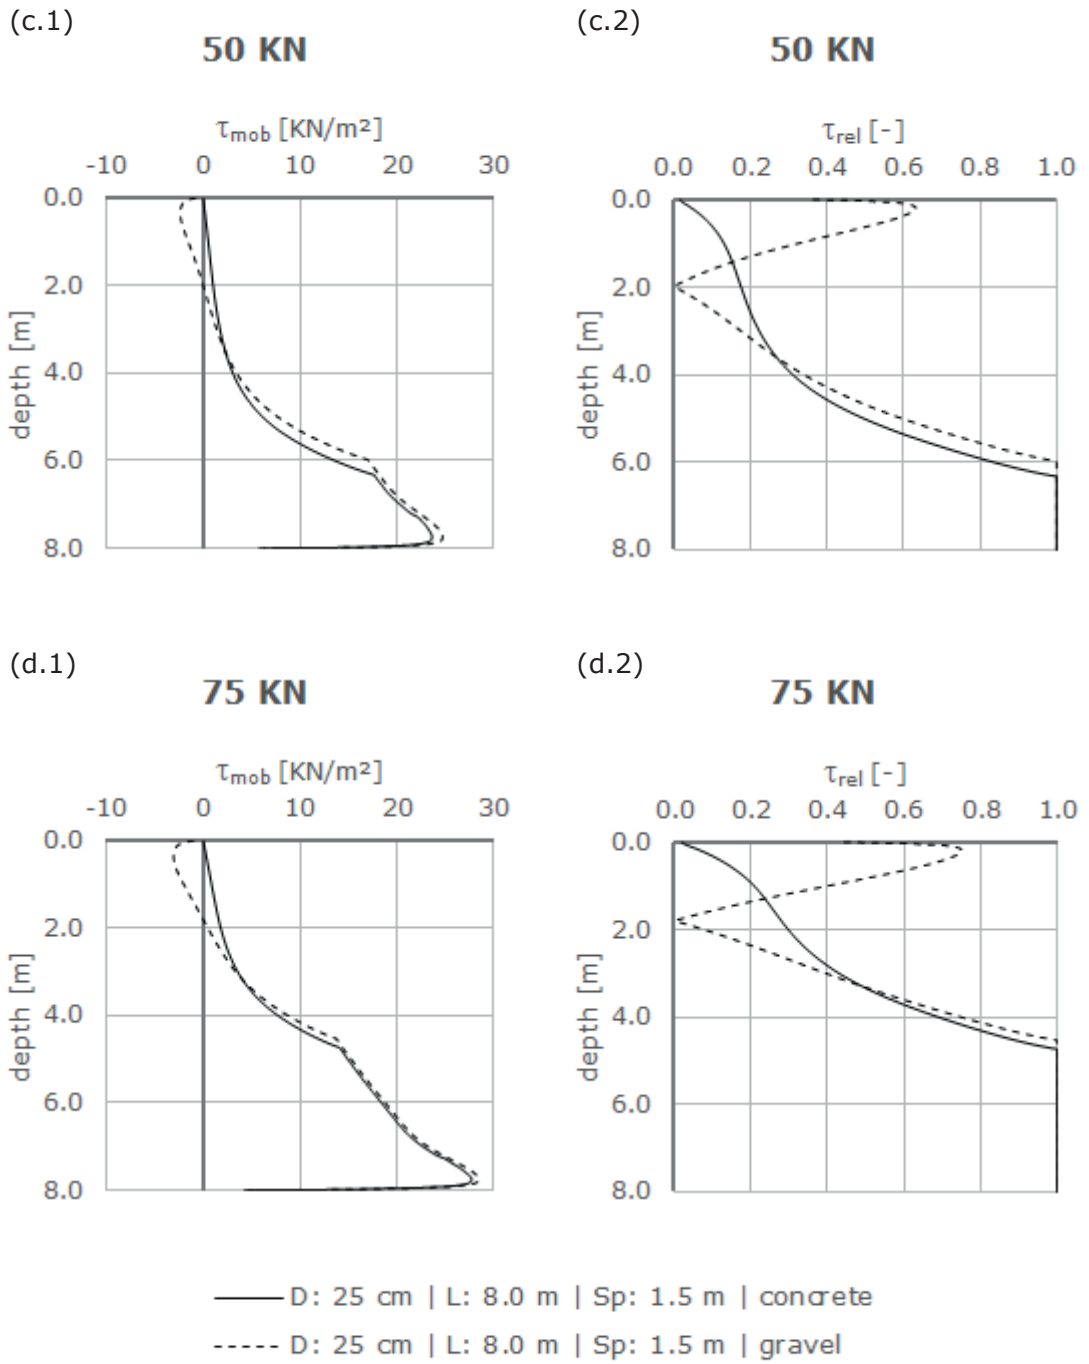 (c.1)
50 KN
τmob [KN/m²]
-10 0 10 20 30
0.0
2.0
4.0
6.0
8.0
depth [m]
(c.2)
50 KN
τrel [-]
0.0 0.2 0.4 0.6 0.8 1.0
0.0
2.0
4.0
6.0
8.0
depth [m]
(d.1)
75 KN
τmob [KN/m²]
-10 0 10 20 30
0.0
2.0
4.0
6.0
8.0
depth [m]
(d.2)
75 KN
τrel [-]
0.0 0.2 0.4 0.6 0.8 1.0
0.0
2.0
4.0
6.0
8.0
depth [m]
D: 25 cm | L: 8.0 m | Sp: 1.5 m | concrete
D: 25 cm | L: 8.0 m | Sp: 1.5 m | gravel